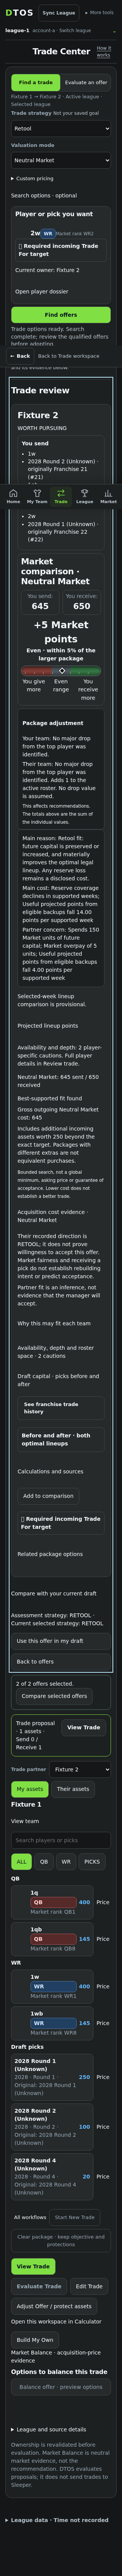 DTOS
Sync League
▸ More tools
league-1 account-a · Switch league
Trade Center
How it works
Find a trade
Evaluate an offer
Fixture 1 → Fixture 2 · Active league · Selected league
Trade strategy Not your saved goal
Retool
Valuation mode
Neutral Market
▸ Custom pricing
Search options · optional
Player or pick you want
2w WR Market rank WR2
Required incoming Trade For target
Current owner: Fixture 2
Open player dossier
Find offers
Trade options ready. Search complete; review the qualified offers
← Back
Back to Trade workspace
and its evidence below.
Trade review
Fixture 2
WORTH PURSUING
You send
• 1w
• 2028 Round 2 (Unknown) · originally Franchise 21 (#21)
Home
My Team
Trade
League
Market
• 2w
• 2028 Round 1 (Unknown) · originally Franchise 22 (#22)
Market comparison · Neutral Market
You send:
645
You receive:
650
+5 Market points
Even · within 5% of the larger package
You give more
Even range
You receive more
Package adjustment
Your team: No major drop from the top player was identified.
Their team: No major drop from the top player was identified. Adds 1 to the active roster. No drop value is assumed.
This affects recommendations. The totals above are the sum of the individual values.
Main reason: Retool fit: future capital is preserved or increased, and materially improves the optimal legal lineup. Any reserve loss remains a disclosed cost.
Main cost: Reserve coverage declines in supported weeks; Useful projected points from eligible backups fall 14.00 points per supported week
Partner concern: Spends 150 Market units of future capital; Market overpay of 5 units; Useful projected points from eligible backups fall 4.00 points per supported week
Selected-week lineup comparison is provisional.
Projected lineup points
Availability and depth: 2 player-specific cautions. Full player details in Review trade.
Neutral Market: 645 sent / 650 received
Best-supported fit found
Gross outgoing Neutral Market cost: 645
Includes additional incoming assets worth 250 beyond the exact target. Packages with different extras are not equivalent purchases.
Bounded search, not a global minimum, asking price or guarantee of acceptance. Lower cost does not establish a better trade.
Acquisition cost evidence · Neutral Market
Their recorded direction is RETOOL; it does not prove willingness to accept this offer.
Market fairness and a recovery pick do not establish rebuilding intent or predict acceptance.
Partner fit is an inference, not evidence that the manager will accept.
Why this may fit each team
Availability, depth and roster space · 2 cautions
Draft capital · picks before and after
See franchise trade history
Before and after · both optimal lineups
Calculations and sources
Add to comparison
Required incoming Trade For target
Related package options
Compare with your current draft
Assessment strategy: RETOOL · Current selected strategy: RETOOL
Use this offer in my draft
Back to offers
2 of 2 offers selected.
Compare selected offers
Trade proposal · 1 assets · Send 0 / Receive 1
View Trade
Trade partner
Fixture 2
My assets
Their assets
Fixture 1
View team
Search players or picks
ALL
QB
WR
PICKS
QB
1q
QB 400 Price
Market rank QB1
1qb
QB 145 Price
Market rank QB8
WR
1w
WR 400 Price
Market rank WR1
1wb
WR 145 Price
Market rank WR8
Draft picks
2028 Round 1 (Unknown)
2028 · Round 1 · Original: 2028 Round 1 (Unknown)
250 Price
2028 Round 2 (Unknown)
2028 · Round 2 · Original: 2028 Round 2 (Unknown)
100 Price
2028 Round 4 (Unknown)
2028 · Round 4 · Original: 2028 Round 4 (Unknown)
20 Price
All workflows
Start New Trade
Clear package · keep objective and protections
View Trade
Evaluate Trade
Edit Trade
Adjust Offer / protect assets
Open this workspace in Calculator
Build My Own
Market Balance · acquisition-price evidence
Options to balance this trade
Balance offer · preview options
▸ League and source details
Ownership is revalidated before evaluation. Market Balance is neutral market evidence, not the recommendation. DTOS evaluates proposals; it does not send trades to Sleeper.
▸ League data · Time not recorded